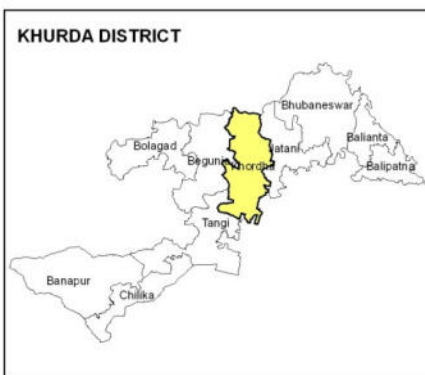 KHURDA DISTRICT
Bhubaneswar
Bolagad
Jatani
Balianta
Begunia
Khordha
Balipatna
Tangi
Banapur
Chilika